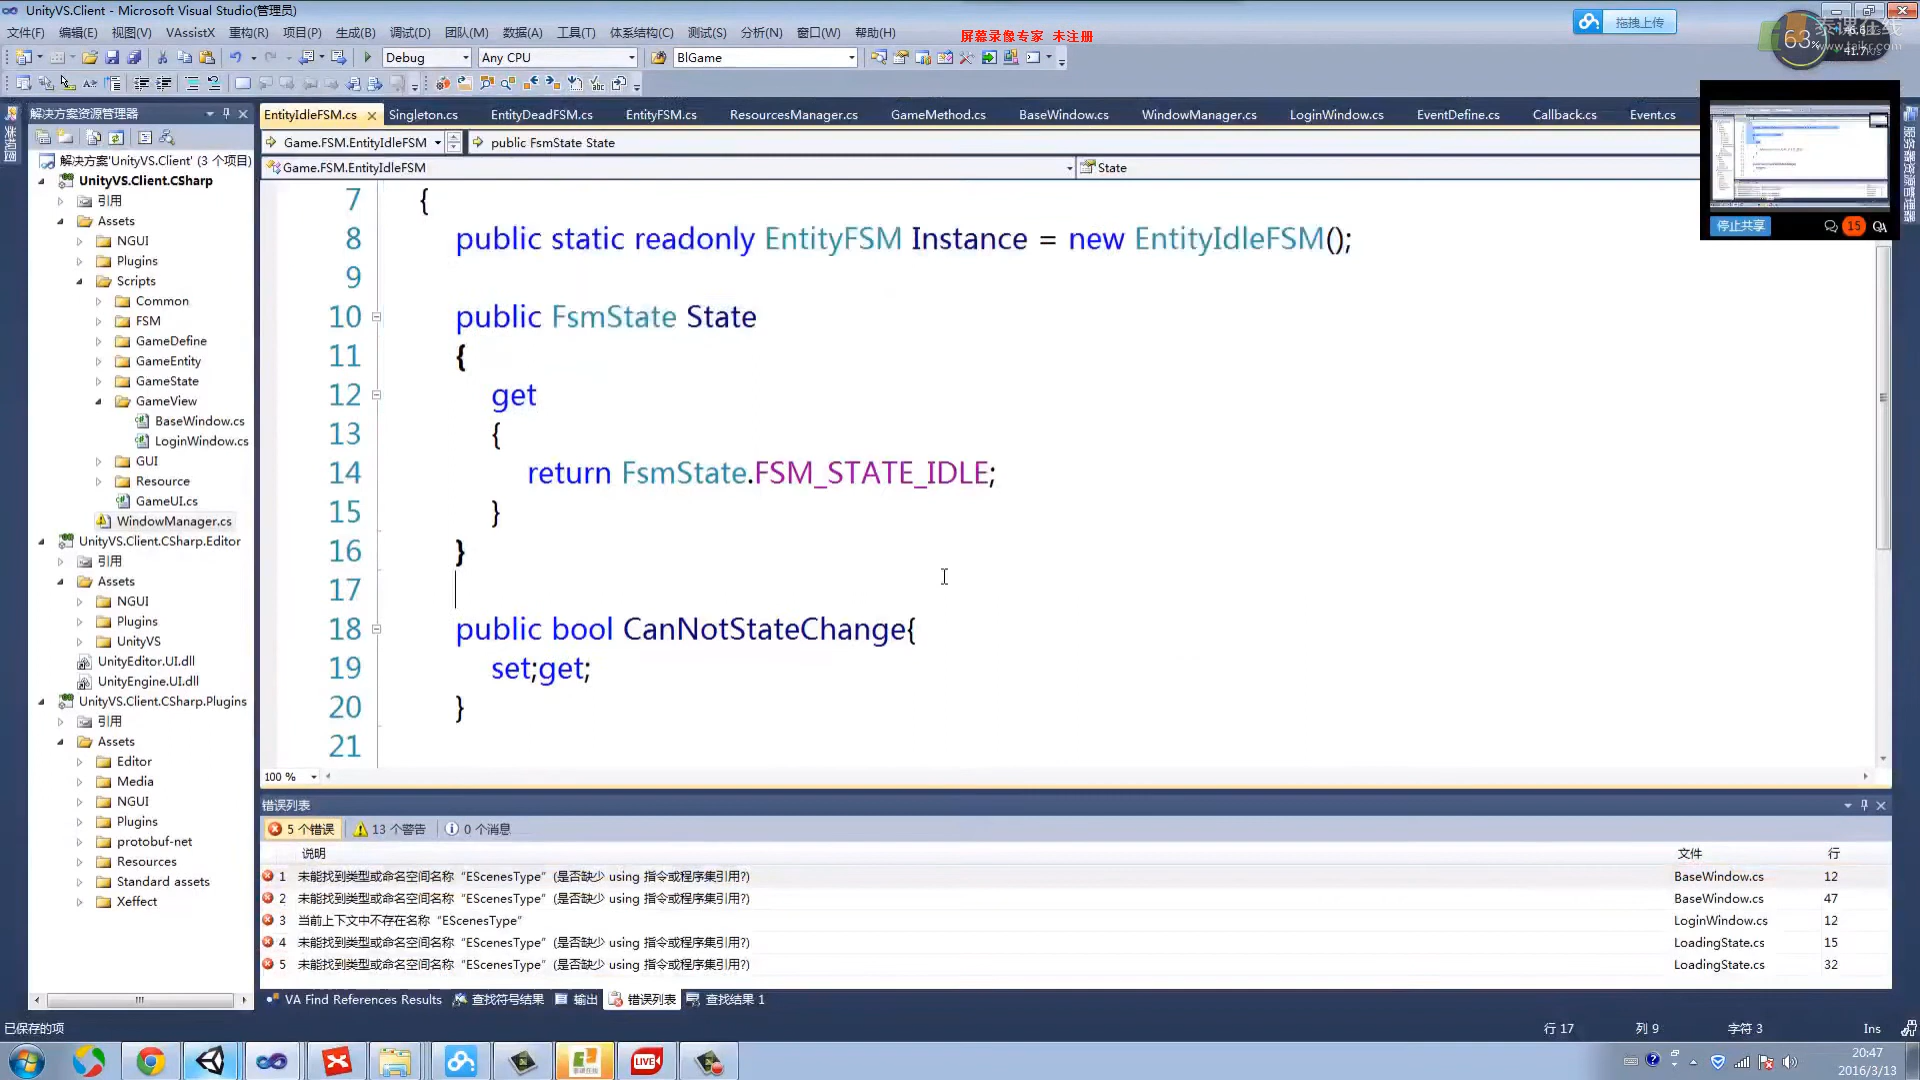 UnityVS.Client - Microsoft Visual Studio(管理员)
文件(F) 编辑(E) 视图(V) VAssistX 重构(R) 项目(P) 生成(B) 调试(D) 团队(M) 数据(A) 工具(T) 体系结构(C) 测试(S) 分析(N) 窗口(W) 帮助(H)
屏幕录像专家 未注册
拖拽上传
63%
泰课在线
Debug Any CPU BlGame
解决方案资源管理器
EntityIdleFSM.cs Singleton.cs EntityDeadFSM.cs EntityFSM.cs ResourcesManager.cs GameMethod.cs BaseWindow.cs WindowManager.cs LoginWindow.cs EventDefine.cs Callback.cs Event.cs
Game.FSM.EntityIdleFSM public FsmState State
Game.FSM.EntityIdleFSM State
停止共享 15
工具箱
服务器资源管理器
解决方案'UnityVS.Client' (3 个项目)
UnityVS.Client.CSharp
引用
Assets
NGUI
Plugins
Scripts
Common
FSM
GameDefine
GameEntity
GameState
GameView
BaseWindow.cs
LoginWindow.cs
GUI
Resource
GameUI.cs
WindowManager.cs
UnityVS.Client.CSharp.Editor
引用
Assets
NGUI
Plugins
UnityVS
UnityEditor.UI.dll
UnityEngine.UI.dll
UnityVS.Client.CSharp.Plugins
引用
Assets
Editor
Media
NGUI
Plugins
protobuf-net
Resources
Standard assets
Xeffect
7 {
8 public static readonly EntityFSM Instance = new EntityIdleFSM();
9
10 public FsmState State
11 {
12 get
13 {
14 return FsmState.FSM_STATE_IDLE;
15 }
16 }
17
18 public bool CanNotStateChange{
19 set;get;
20 }
21
100 %
错误列表
5 个错误 13 个警告 0 个消息
说明 文件 行
1 未能找到类型或命名空间名称“EScenesType”(是否缺少 using 指令或程序集引用?) BaseWindow.cs 12
2 未能找到类型或命名空间名称“EScenesType”(是否缺少 using 指令或程序集引用?) BaseWindow.cs 47
3 当前上下文中不存在名称“EScenesType” LoginWindow.cs 12
4 未能找到类型或命名空间名称“EScenesType”(是否缺少 using 指令或程序集引用?) LoadingState.cs 15
5 未能找到类型或命名空间名称“EScenesType”(是否缺少 using 指令或程序集引用?) LoadingState.cs 32
VA Find References Results 查找符号结果 输出 错误列表 查找结果 1
已保存的项 行 17 列 9 字符 3 Ins
LIVE
20:47
2016/3/13